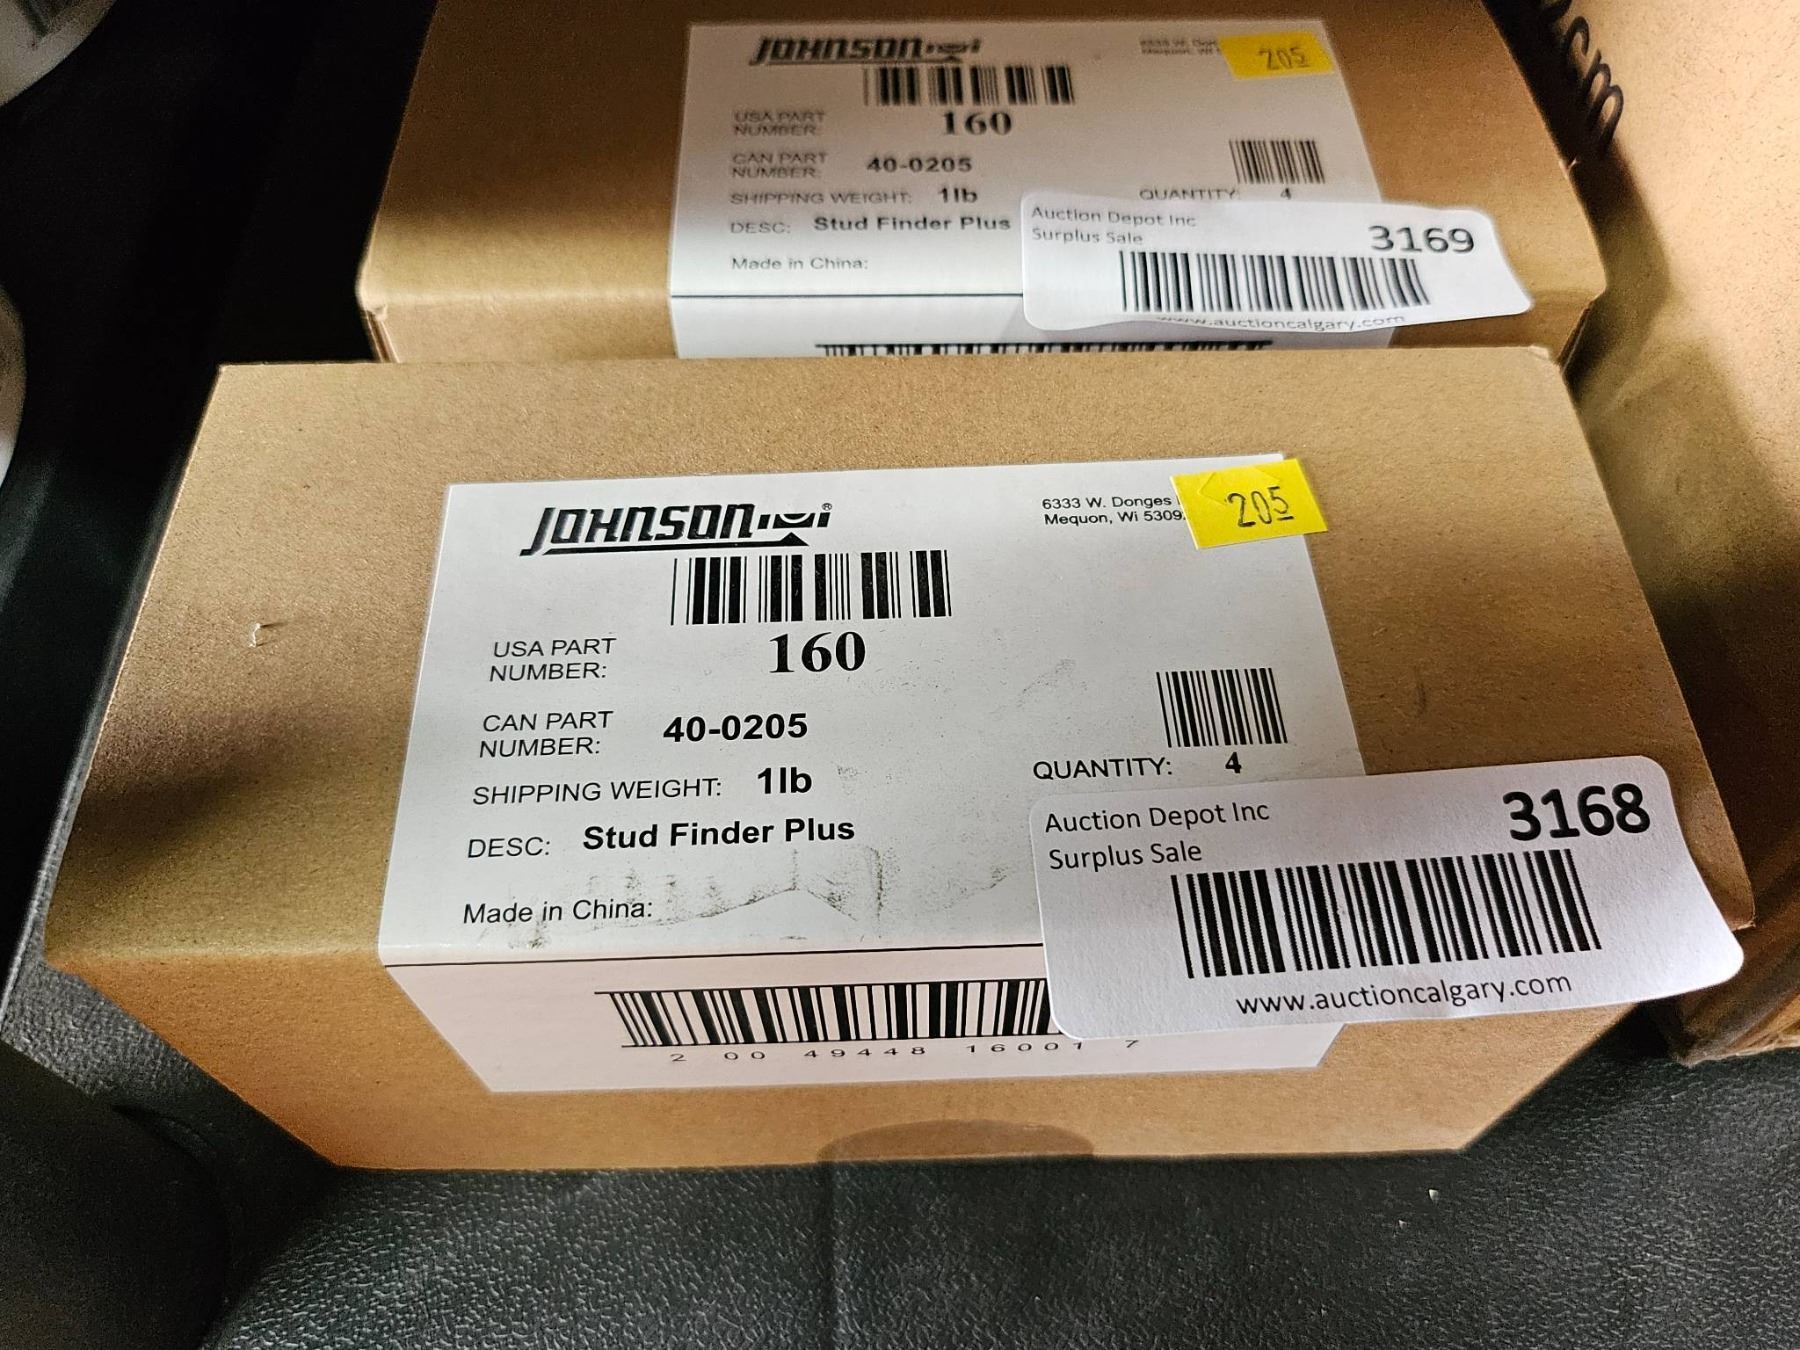 JOHNSON
205
USA PART
NUMBER:
160
CAN PART
NUMBER:
40-0205
SHIPPING WEIGHT: 1lb
QUANTITY: 4
DESC: Stud Finder Plus
Made in China:
Auction Depot Inc
Surplus Sale
3169
www.auctioncalgary.com
cm
JOHNSON®
6333 W. Donges
Mequon, Wi 5309
205
USA PART
NUMBER:
160
CAN PART
NUMBER:
40-0205
SHIPPING WEIGHT: 1lb
QUANTITY: 4
DESC: Stud Finder Plus
Made in China:
Auction Depot Inc
Surplus Sale
3168
www.auctioncalgary.com
2 00 49448 16001 7